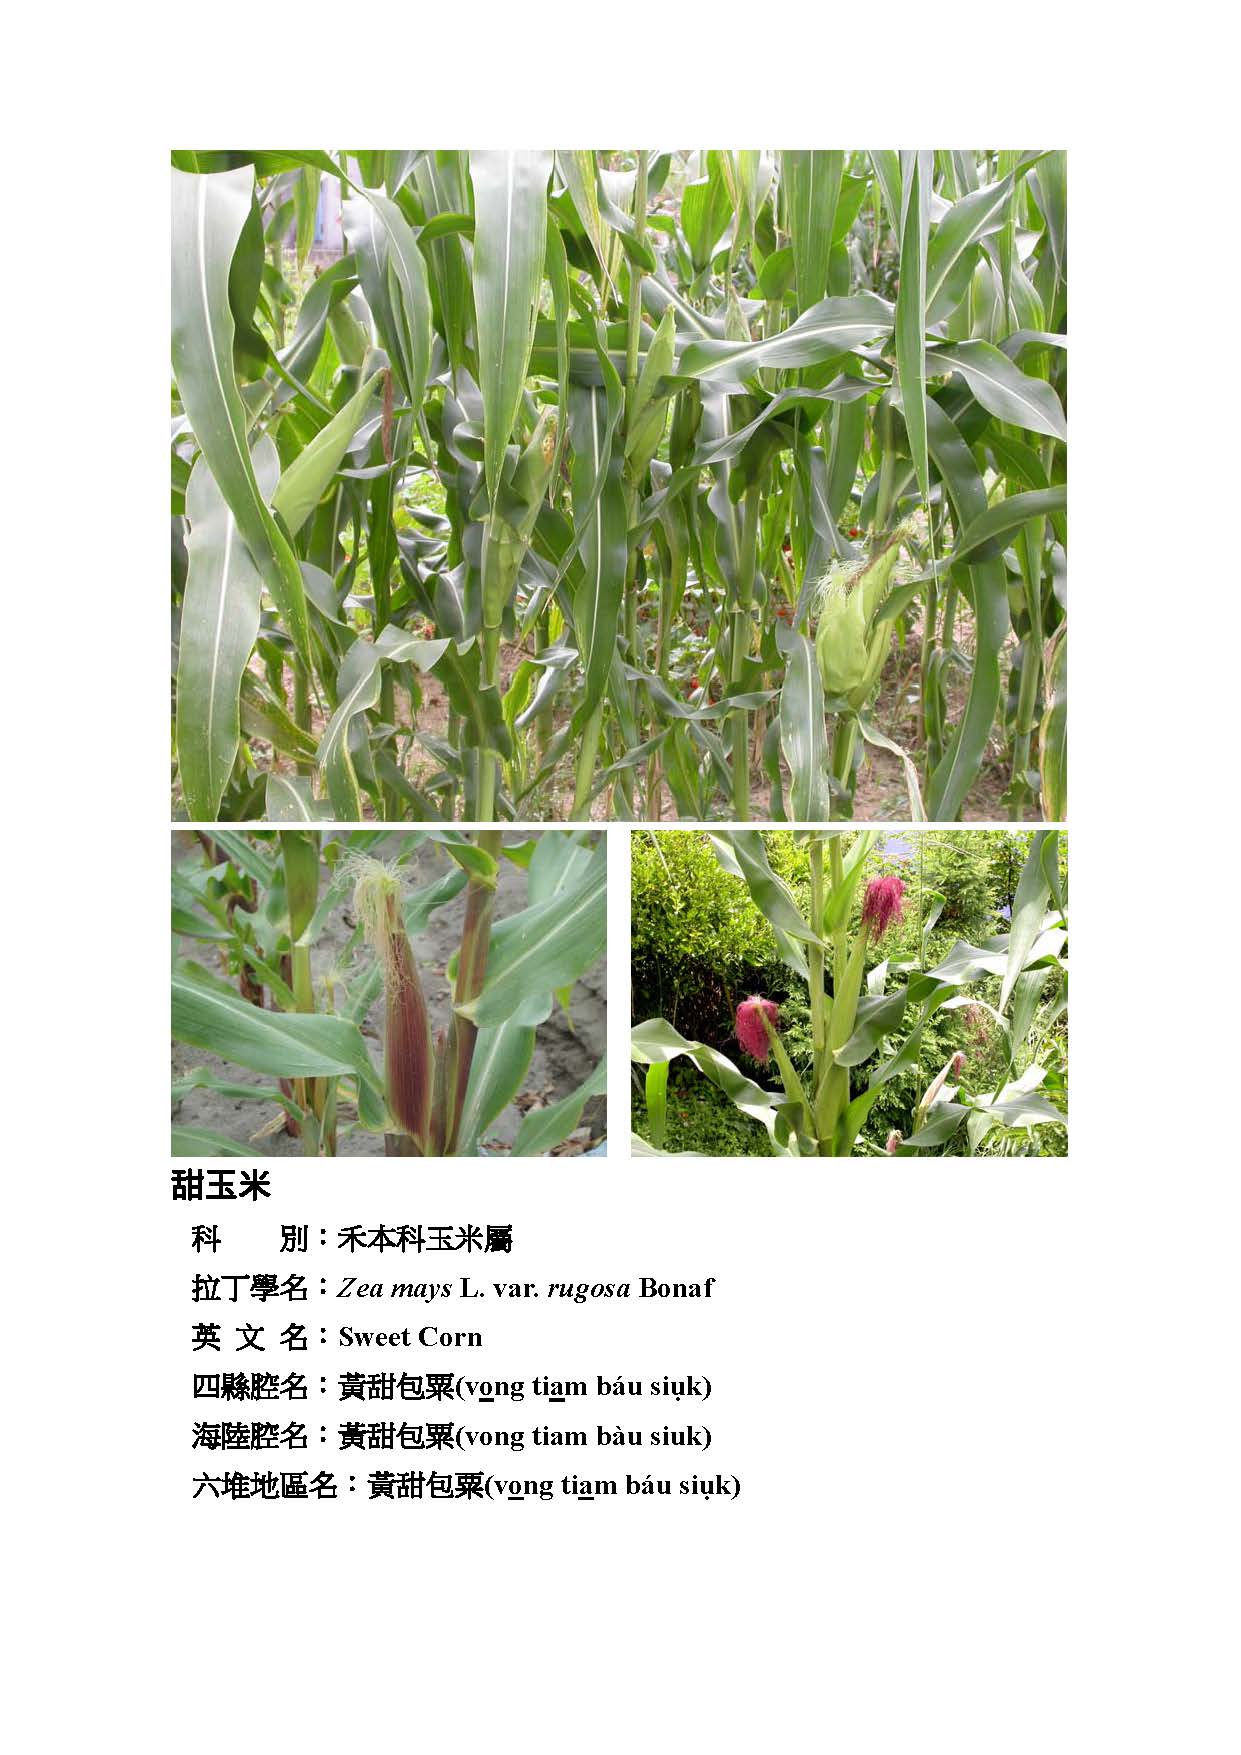 甜玉米
科　　別：禾本科玉米屬
拉丁學名：Zea mays L. var. rugosa Bonaf
英 文 名：Sweet Corn
四縣腔名：黃甜包粟(vo̲ng tia̲m báu siụk)
海陸腔名：黃甜包粟(vong tiam bàu siuk)
六堆地區名：黃甜包粟(vo̲ng tia̲m báu siụk)